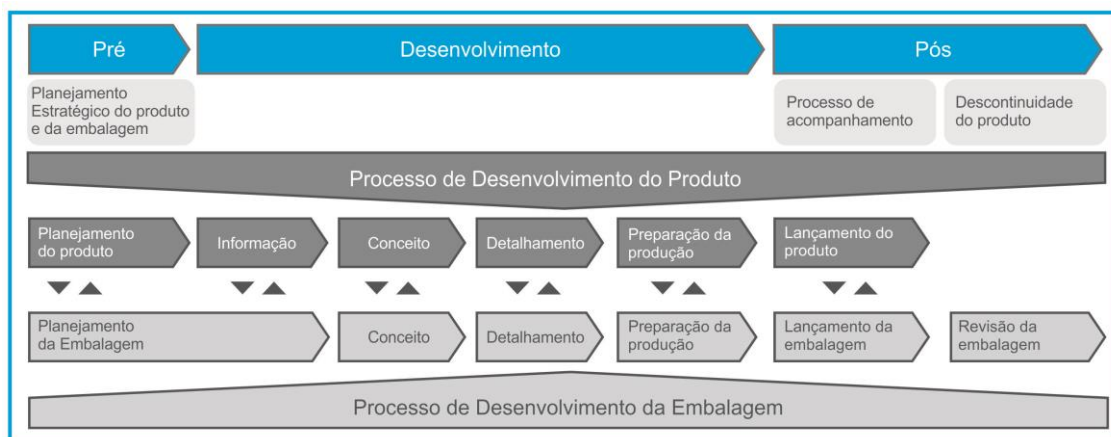 Pré
Desenvolvimento
Pós
Planejamento
Estratégico do produto
e da embalagem
Processo de
acompanhamento
Descontinuidade
do produto
Processo de Desenvolvimento do Produto
Planejamento
do produto
Informação
Conceito
Detalhamento
Preparação da
produção
Lançamento do
produto
Planejamento
da Embalagem
Conceito
Detalhamento
Preparação da
produção
Lançamento da
embalagem
Revisão da
embalagem
Processo de Desenvolvimento da Embalagem